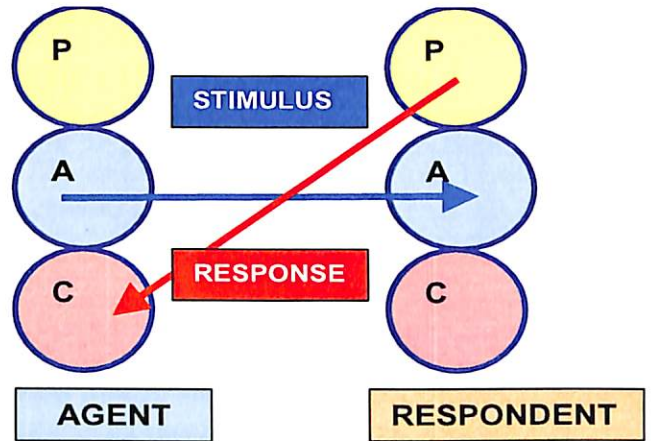 P P
STIMULUS
A A
RESPONSE
C C
AGENT RESPONDENT